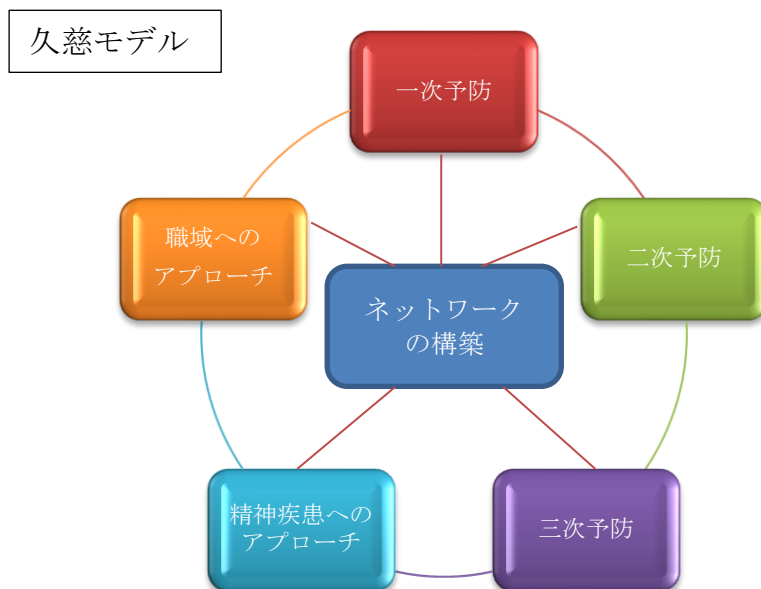 久慈モデル
一次予防
職域への
アプローチ
二次予防
ネットワーク
の構築
精神疾患への
アプローチ
三次予防